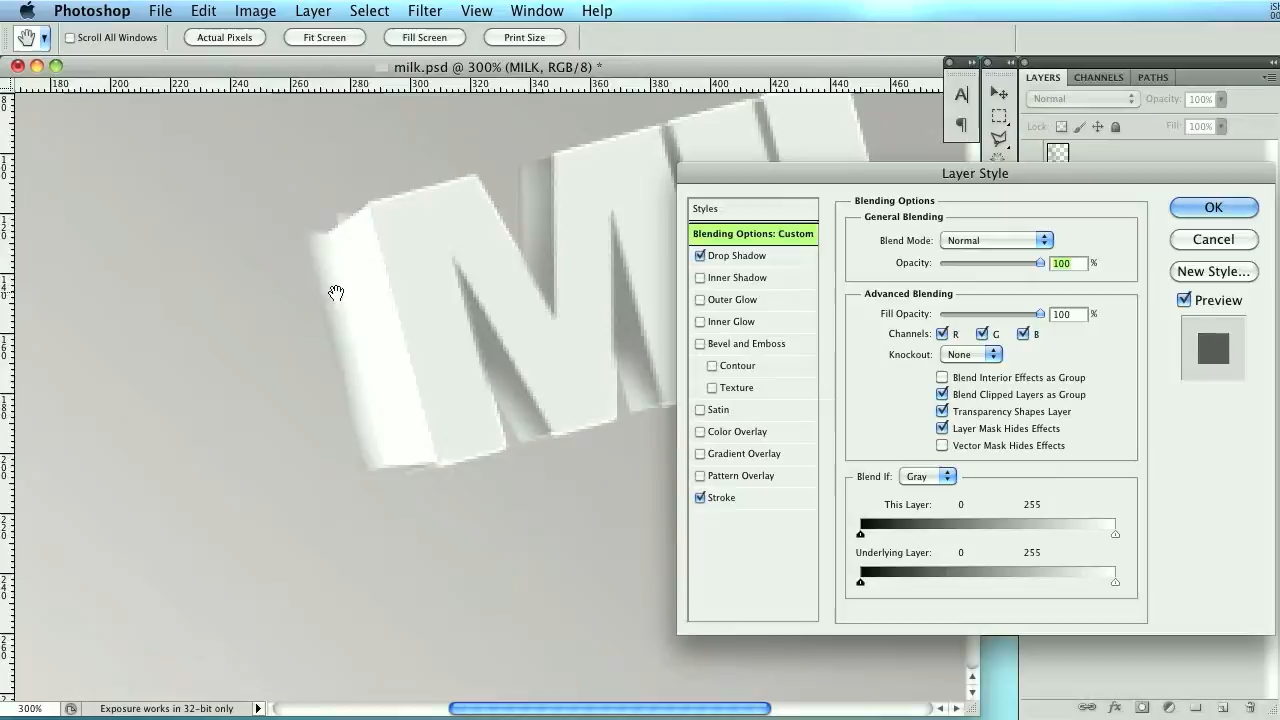 Photoshop File Edit Image Layer Select Filter View Window Help
Scroll All Windows Actual Pixels Fit Screen Fill Screen Print Size
milk.psd @ 300% (MILK, RGB/8) *
180 200 220 240 260 280 300 320 340 360 380 400 420 440 460
LAYERS CHANNELS PATHS
Normal Opacity: 100%
Lock: Fill: 100%
A
¶
M
Layer Style
Styles
Blending Options: Custom
Drop Shadow
Inner Shadow
Outer Glow
Inner Glow
Bevel and Emboss
Contour
Texture
Satin
Color Overlay
Gradient Overlay
Pattern Overlay
Stroke
Blending Options
General Blending
Blend Mode: Normal
Opacity: 100 %
Advanced Blending
Fill Opacity: 100 %
Channels: R G B
Knockout: None
Blend Interior Effects as Group
Blend Clipped Layers as Group
Transparency Shapes Layer
Layer Mask Hides Effects
Vector Mask Hides Effects
Blend If: Gray
This Layer: 0 255
Underlying Layer: 0 255
OK
Cancel
New Style...
Preview
300% Exposure works in 32-bit only
fx